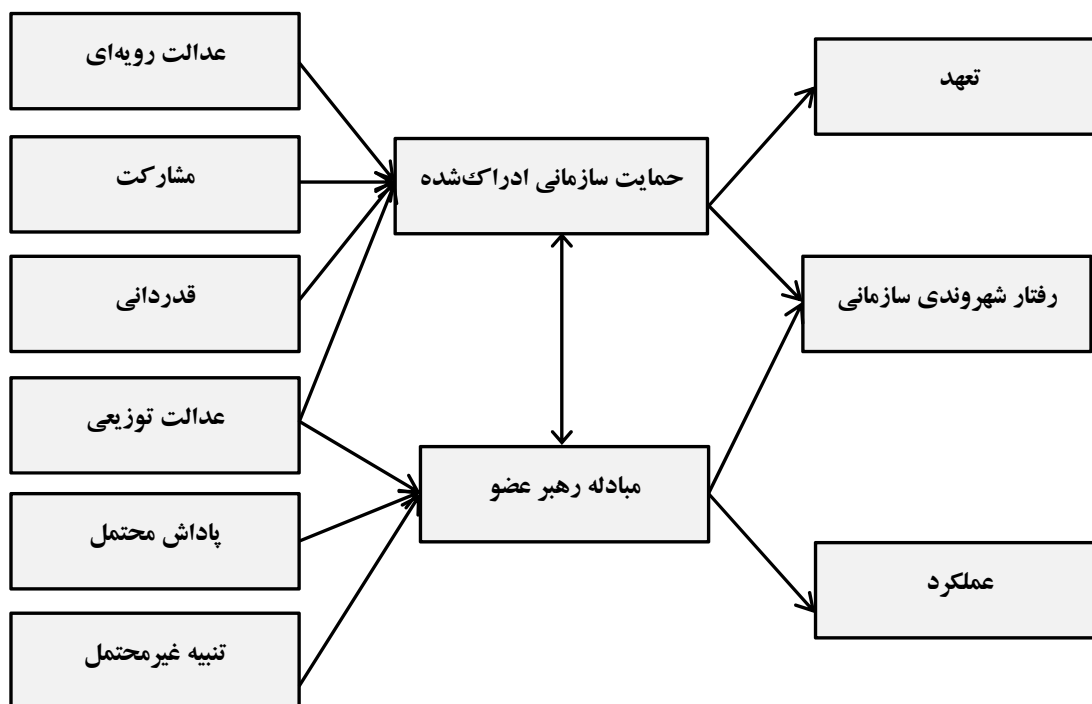 عدالت رویه‌ای
مشارکت
قدردانی
عدالت توزیعی
پاداش محتمل
تنبیه غیرمحتمل
حمایت سازمانی ادراک‌شده
مبادله رهبر عضو
تعهد
رفتار شهروندی سازمانی
عملکرد